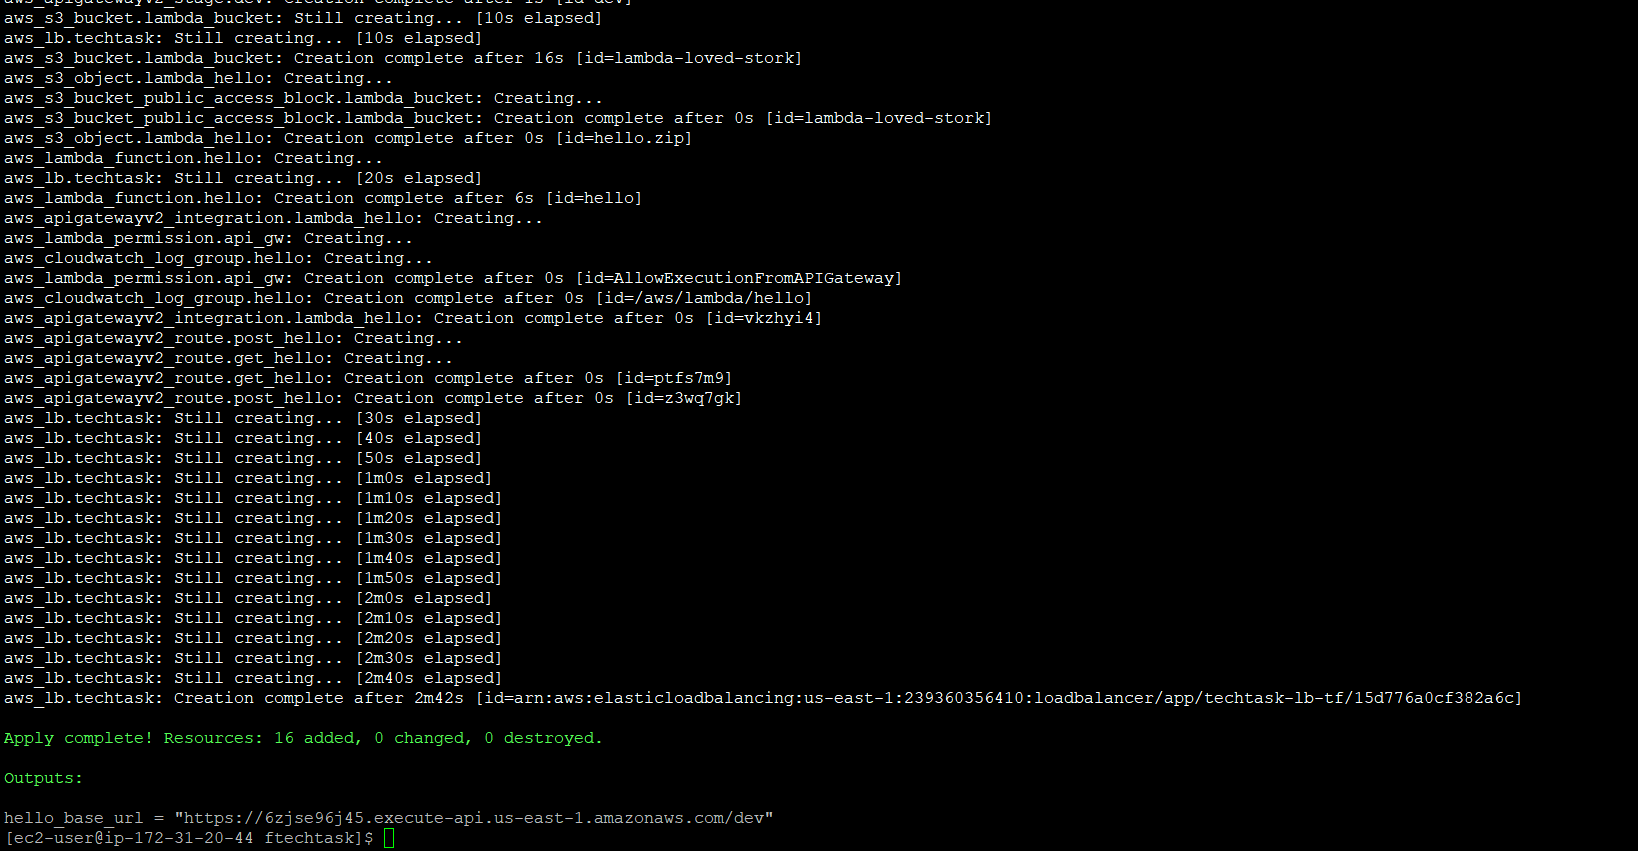 aws_apigatewayv2_stage.dev: Creation complete after 1s [id=dev]
aws_s3_bucket.lambda_bucket: Still creating... [10s elapsed]
aws_lb.techtask: Still creating... [10s elapsed]
aws_s3_bucket.lambda_bucket: Creation complete after 16s [id=lambda-loved-stork]
aws_s3_object.lambda_hello: Creating...
aws_s3_bucket_public_access_block.lambda_bucket: Creating...
aws_s3_bucket_public_access_block.lambda_bucket: Creation complete after 0s [id=lambda-loved-stork]
aws_s3_object.lambda_hello: Creation complete after 0s [id=hello.zip]
aws_lambda_function.hello: Creating...
aws_lb.techtask: Still creating... [20s elapsed]
aws_lambda_function.hello: Creation complete after 6s [id=hello]
aws_apigatewayv2_integration.lambda_hello: Creating...
aws_lambda_permission.api_gw: Creating...
aws_cloudwatch_log_group.hello: Creating...
aws_lambda_permission.api_gw: Creation complete after 0s [id=AllowExecutionFromAPIGateway]
aws_cloudwatch_log_group.hello: Creation complete after 0s [id=/aws/lambda/hello]
aws_apigatewayv2_integration.lambda_hello: Creation complete after 0s [id=vkzhyi4]
aws_apigatewayv2_route.post_hello: Creating...
aws_apigatewayv2_route.get_hello: Creating...
aws_apigatewayv2_route.get_hello: Creation complete after 0s [id=ptfs7m9]
aws_apigatewayv2_route.post_hello: Creation complete after 0s [id=z3wq7gk]
aws_lb.techtask: Still creating... [30s elapsed]
aws_lb.techtask: Still creating... [40s elapsed]
aws_lb.techtask: Still creating... [50s elapsed]
aws_lb.techtask: Still creating... [1m0s elapsed]
aws_lb.techtask: Still creating... [1m10s elapsed]
aws_lb.techtask: Still creating... [1m20s elapsed]
aws_lb.techtask: Still creating... [1m30s elapsed]
aws_lb.techtask: Still creating... [1m40s elapsed]
aws_lb.techtask: Still creating... [1m50s elapsed]
aws_lb.techtask: Still creating... [2m0s elapsed]
aws_lb.techtask: Still creating... [2m10s elapsed]
aws_lb.techtask: Still creating... [2m20s elapsed]
aws_lb.techtask: Still creating... [2m30s elapsed]
aws_lb.techtask: Still creating... [2m40s elapsed]
aws_lb.techtask: Creation complete after 2m42s [id=arn:aws:elasticloadbalancing:us-east-1:239360356410:loadbalancer/app/techtask-lb-tf/15d776a0cf382a6c]
Apply complete! Resources: 16 added, 0 changed, 0 destroyed.
Outputs:
hello_base_url = "https://6zjse96j45.execute-api.us-east-1.amazonaws.com/dev"
[ec2-user@ip-172-31-20-44 ftechtask]$